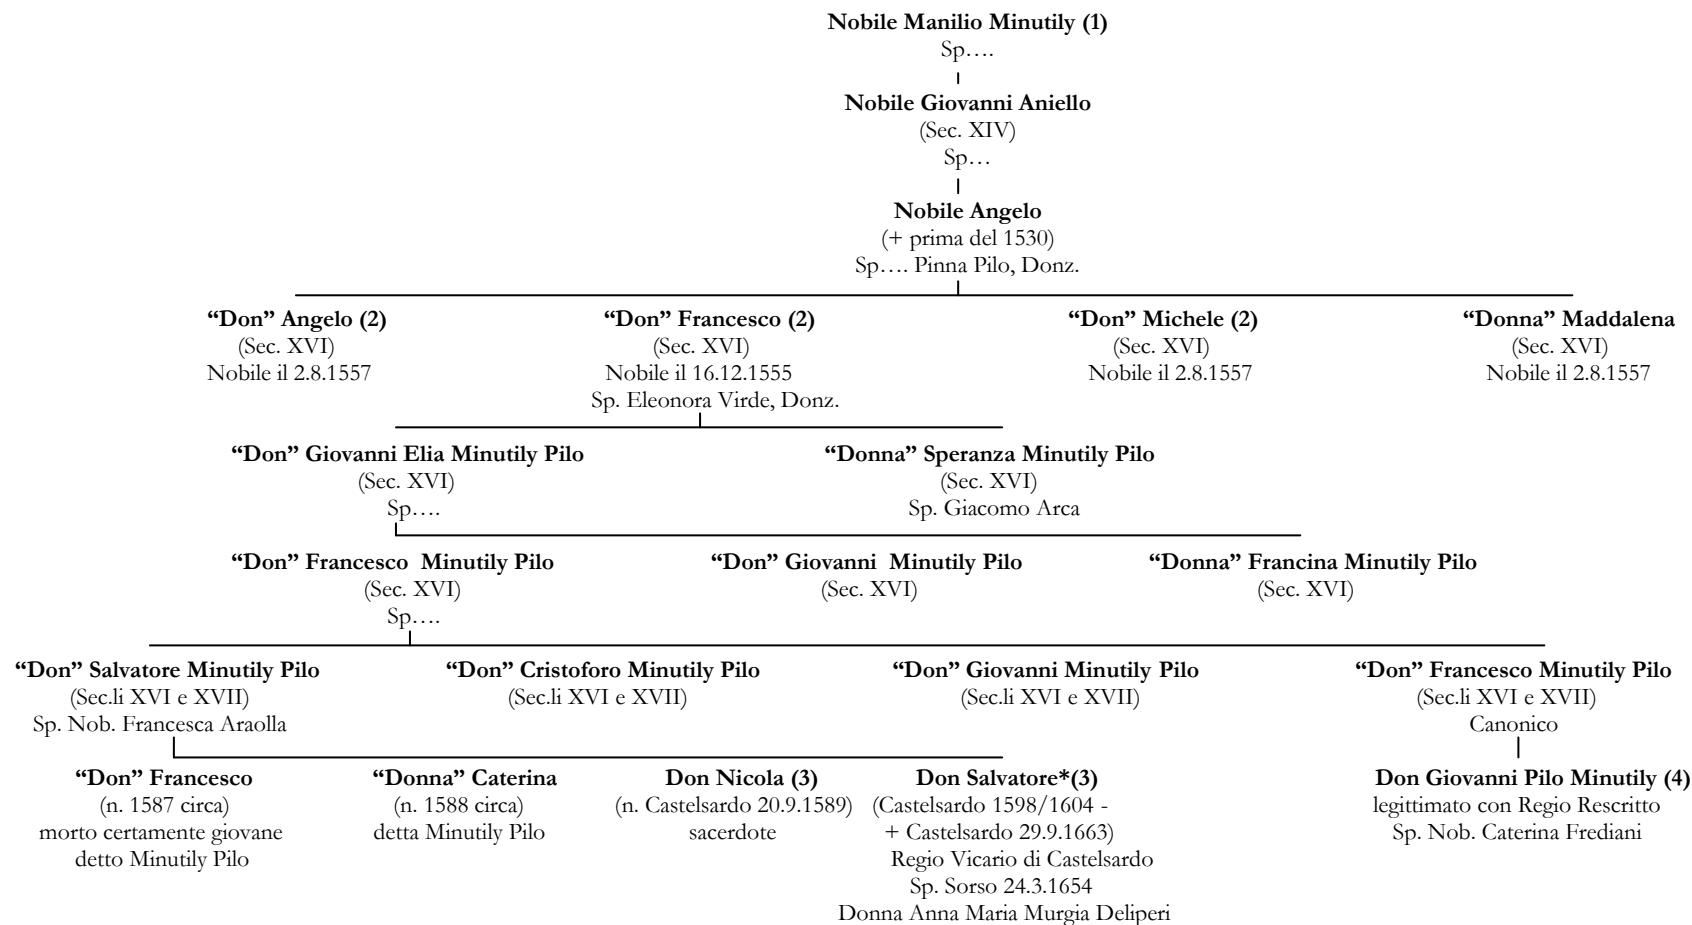 Nobile Manilio Minutily (1)
Sp….
Nobile Giovanni Aniello
(Sec. XIV)
Sp…
Nobile Angelo
(+ prima del 1530)
Sp…. Pinna Pilo, Donz.
“Don” Angelo (2)
(Sec. XVI)
Nobile il 2.8.1557
“Don” Francesco (2)
(Sec. XVI)
Nobile il 16.12.1555
Sp. Eleonora Virde, Donz.
“Don” Michele (2)
(Sec. XVI)
Nobile il 2.8.1557
“Donna” Maddalena
(Sec. XVI)
Nobile il 2.8.1557
“Don” Giovanni Elia Minutily Pilo
(Sec. XVI)
Sp….
“Donna” Speranza Minutily Pilo
(Sec. XVI)
Sp. Giacomo Arca
“Don” Francesco Minutily Pilo
(Sec. XVI)
Sp….
“Don” Giovanni Minutily Pilo
(Sec. XVI)
“Donna” Francina Minutily Pilo
(Sec. XVI)
“Don” Salvatore Minutily Pilo
(Sec.li XVI e XVII)
Sp. Nob. Francesca Araolla
“Don” Cristoforo Minutily Pilo
(Sec.li XVI e XVII)
“Don” Giovanni Minutily Pilo
(Sec.li XVI e XVII)
“Don” Francesco Minutily Pilo
(Sec.li XVI e XVII)
Canonico
“Don” Francesco
(n. 1587 circa)
morto certamente giovane
detto Minutily Pilo
“Donna” Caterina
(n. 1588 circa)
detta Minutily Pilo
Don Nicola (3)
(n. Castelsardo 20.9.1589)
sacerdote
Don Salvatore*(3)
(Castelsardo 1598/1604 -
+ Castelsardo 29.9.1663)
Regio Vicario di Castelsardo
Sp. Sorso 24.3.1654
Donna Anna Maria Murgia Deliperi
Don Giovanni Pilo Minutily (4)
legittimato con Regio Rescritto
Sp. Nob. Caterina Frediani